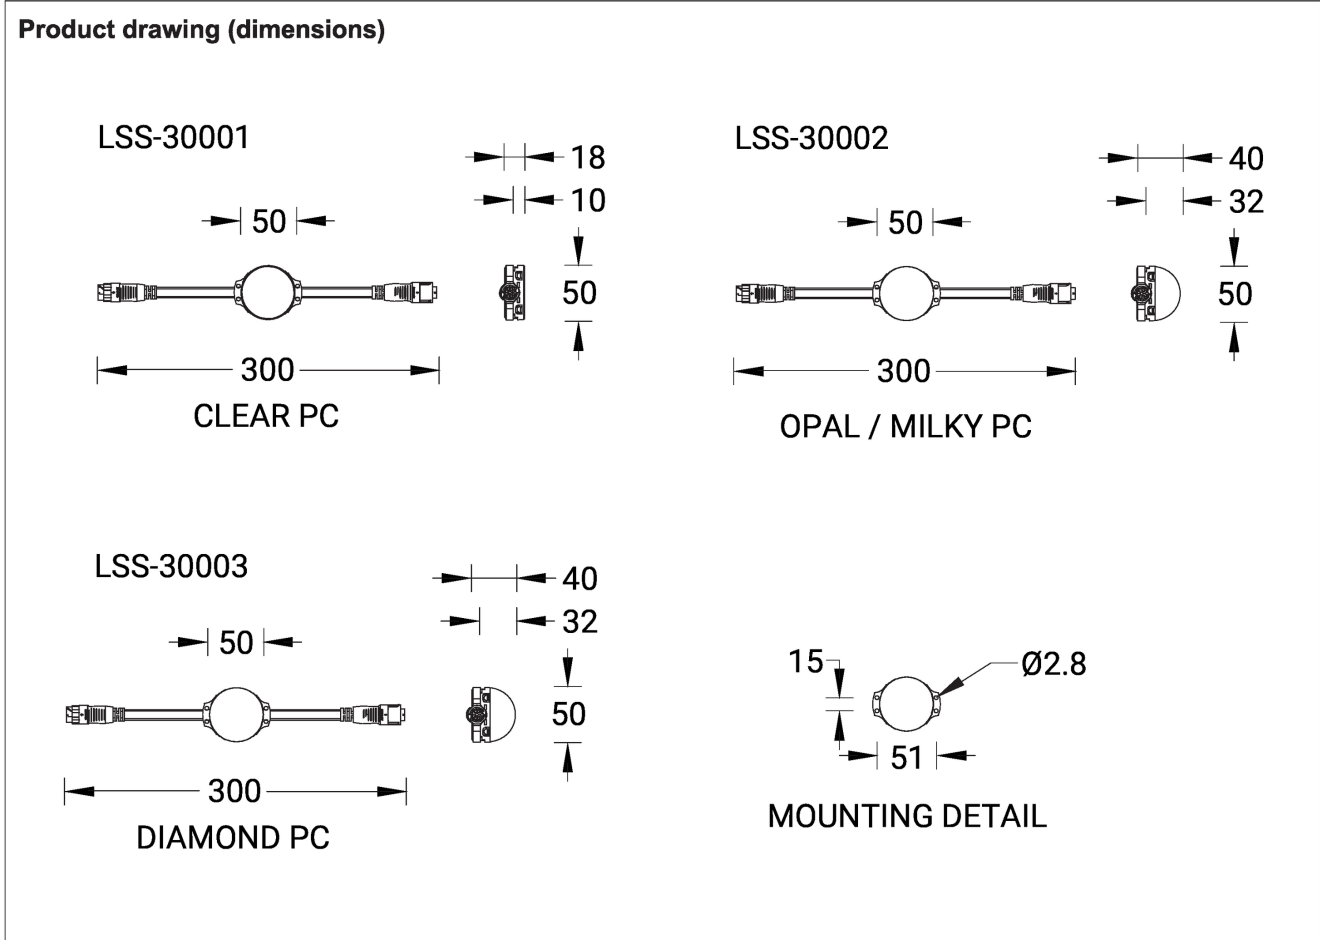 Product drawing (dimensions)
LSS-30001
18
10
50
50
300
CLEAR PC
LSS-30002
40
32
50
50
300
OPAL / MILKY PC
LSS-30003
40
32
50
50
300
DIAMOND PC
15
Ø2.8
51
MOUNTING DETAIL